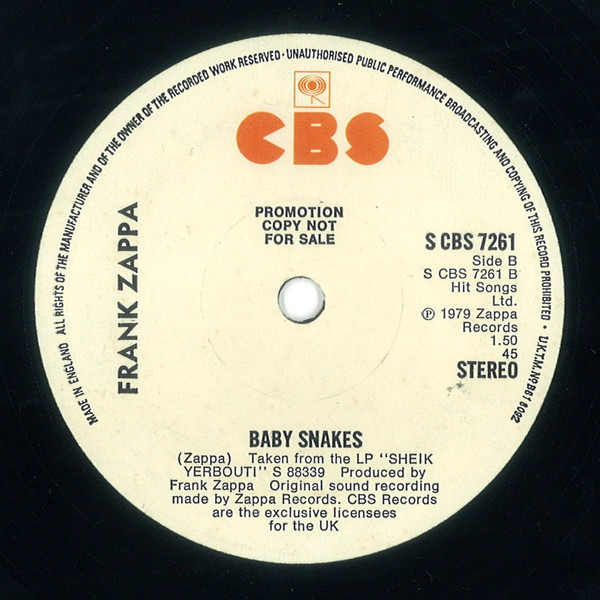 MADE IN ENGLAND ALL RIGHTS OF THE MANUFACTURER AND OF THE OWNER OF THE RECORDED WORK RESERVED · UNAUTHORISED PUBLIC PERFORMANCE BROADCASTING AND COPYING OF THIS RECORD PROHIBITED · U.K.T.M. Nº B618092
CBS
PROMOTION
COPY NOT
FOR SALE
FRANK ZAPPA
S CBS 7261
Side B
S CBS 7261 B
Hit Songs
Ltd.
℗ 1979 Zappa
Records
1.50
45
STEREO
BABY SNAKES
(Zappa) Taken from the LP "SHEIK
YERBOUTI" S 88339 Produced by
Frank Zappa Original sound recording
made by Zappa Records. CBS Records
are the exclusive licensees
for the UK